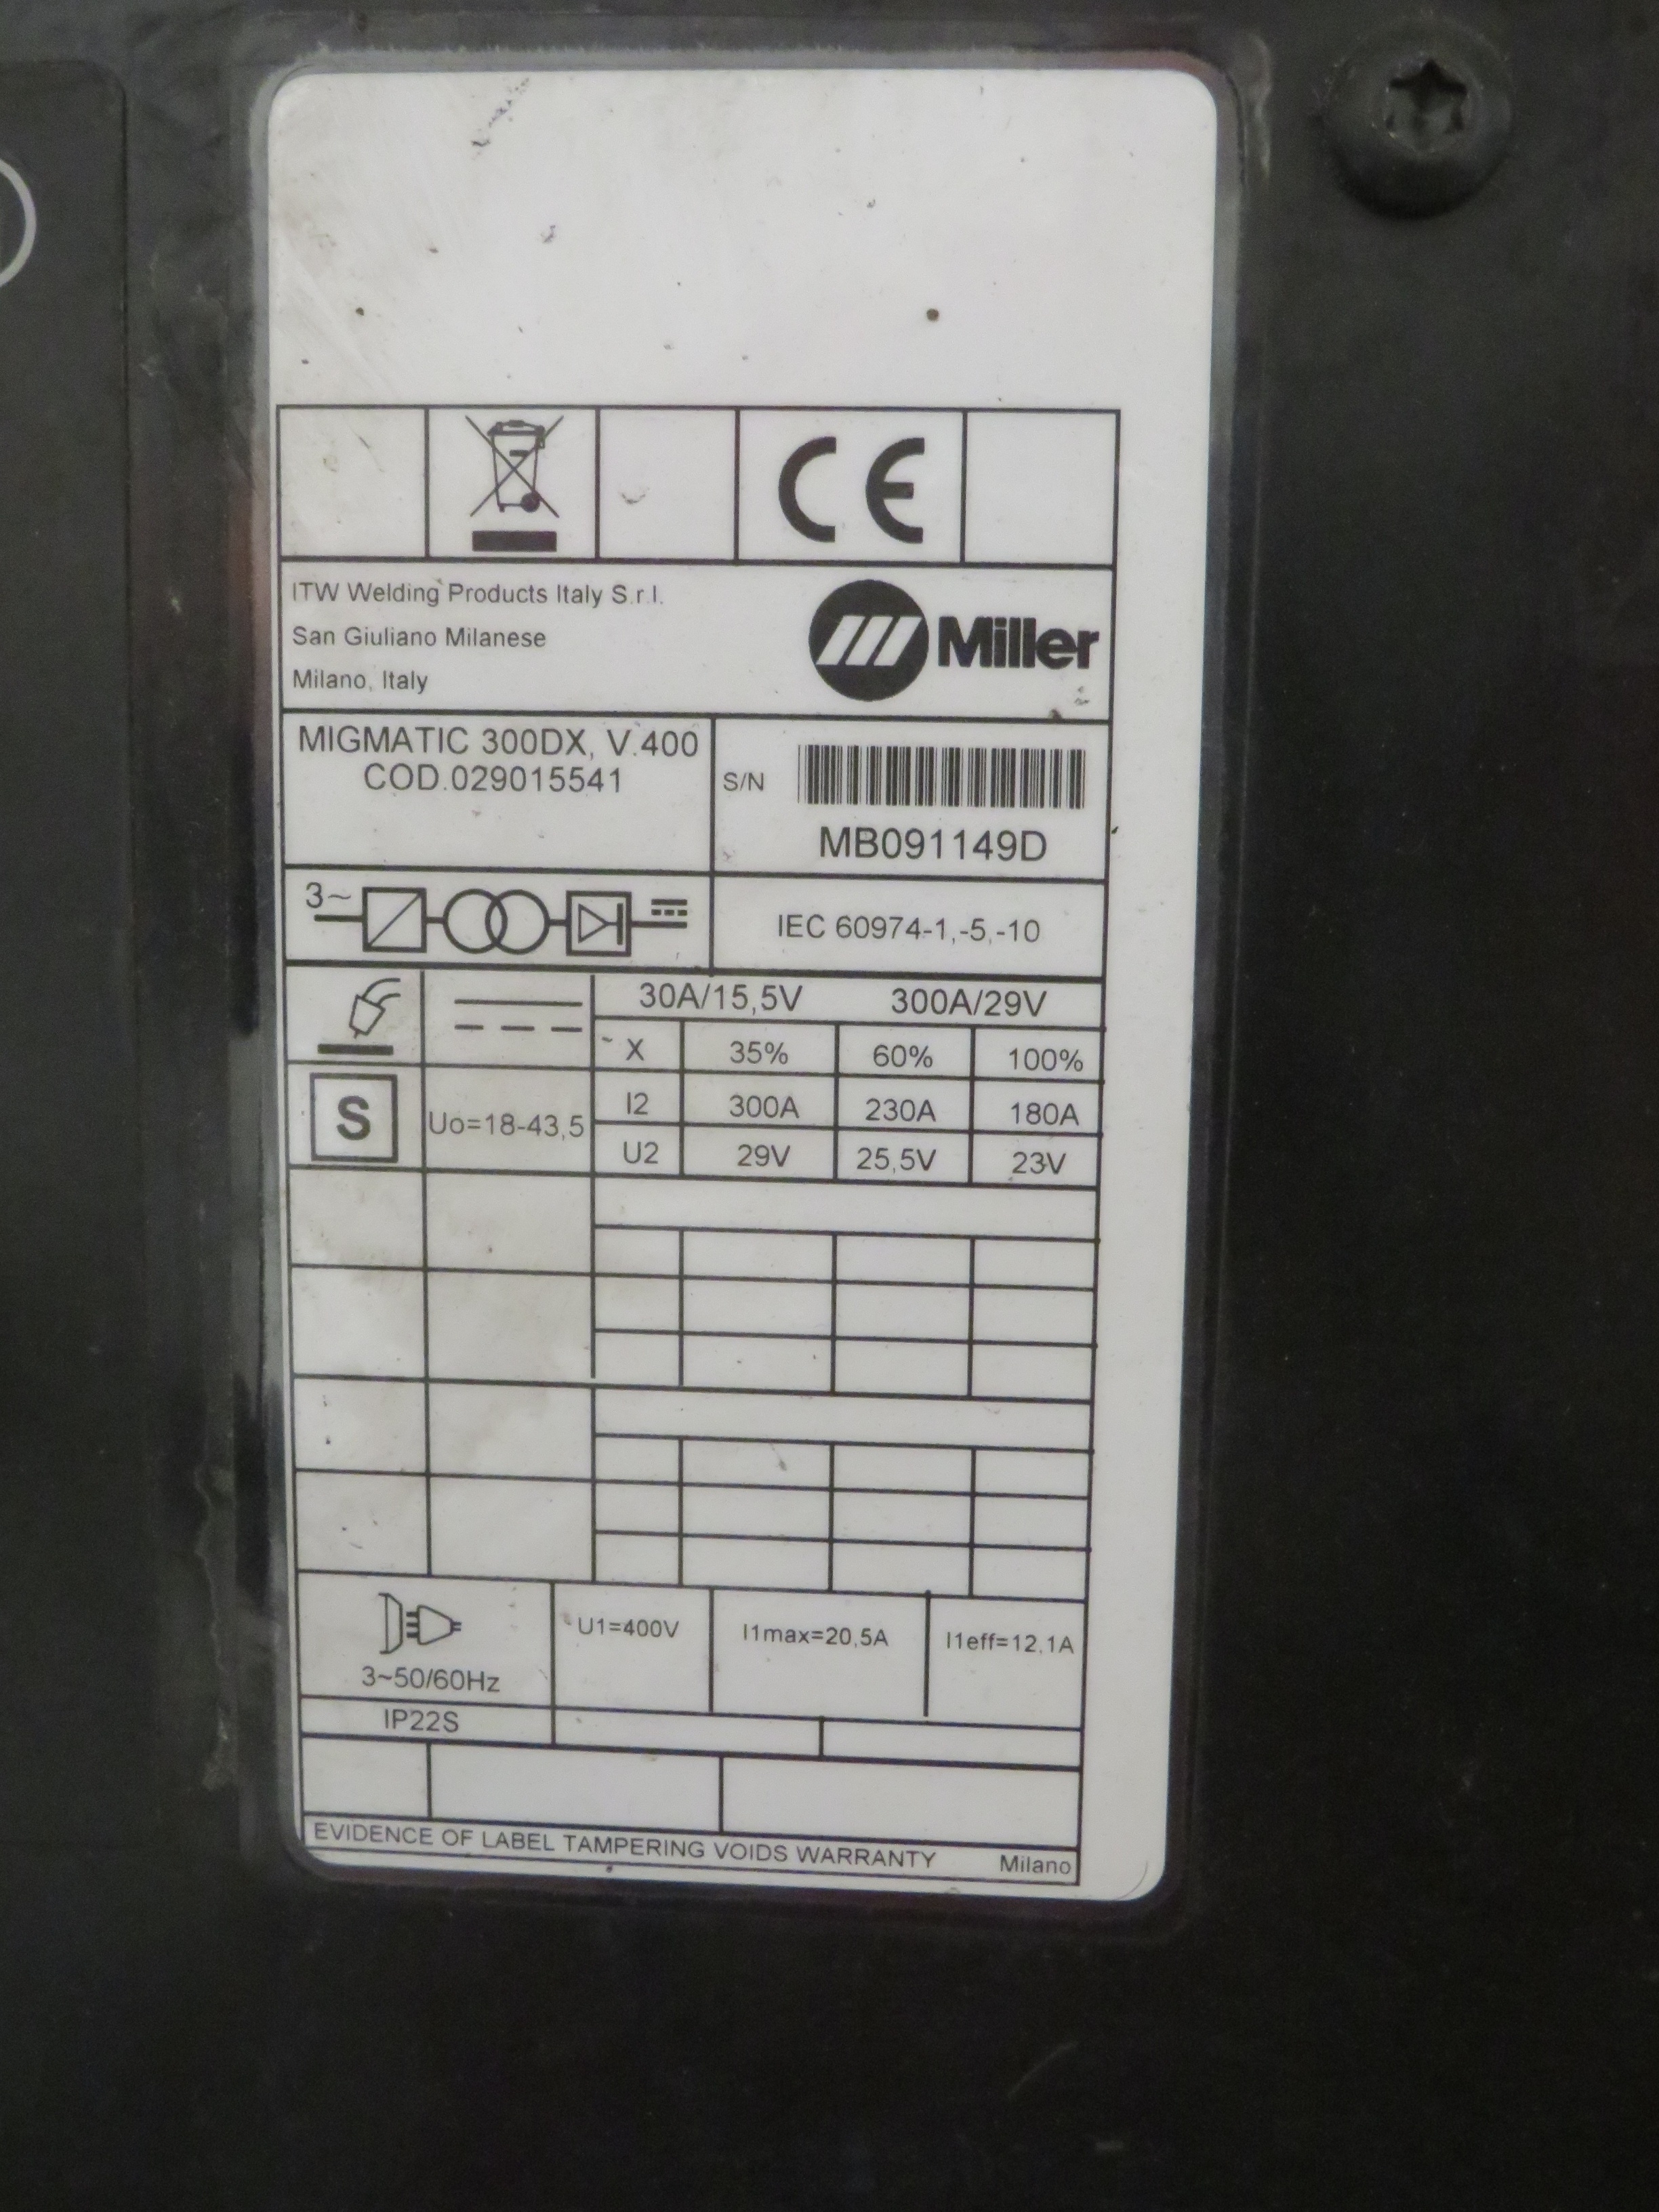 CE
ITW Welding Products Italy S.r.l.
San Giuliano Milanese
Milano, Italy
Miller
MIGMATIC 300DX, V.400
COD.029015541
S/N
MB091149D
3~
IEC 60974-1,-5,-10
30A/15,5V 300A/29V
X 35% 60% 100%
S
Uo=18-43,5
I2 300A 230A 180A
U2 29V 25,5V 23V
U1=400V I1max=20,5A I1eff=12,1A
3~50/60Hz
IP22S
EVIDENCE OF LABEL TAMPERING VOIDS WARRANTY Milano